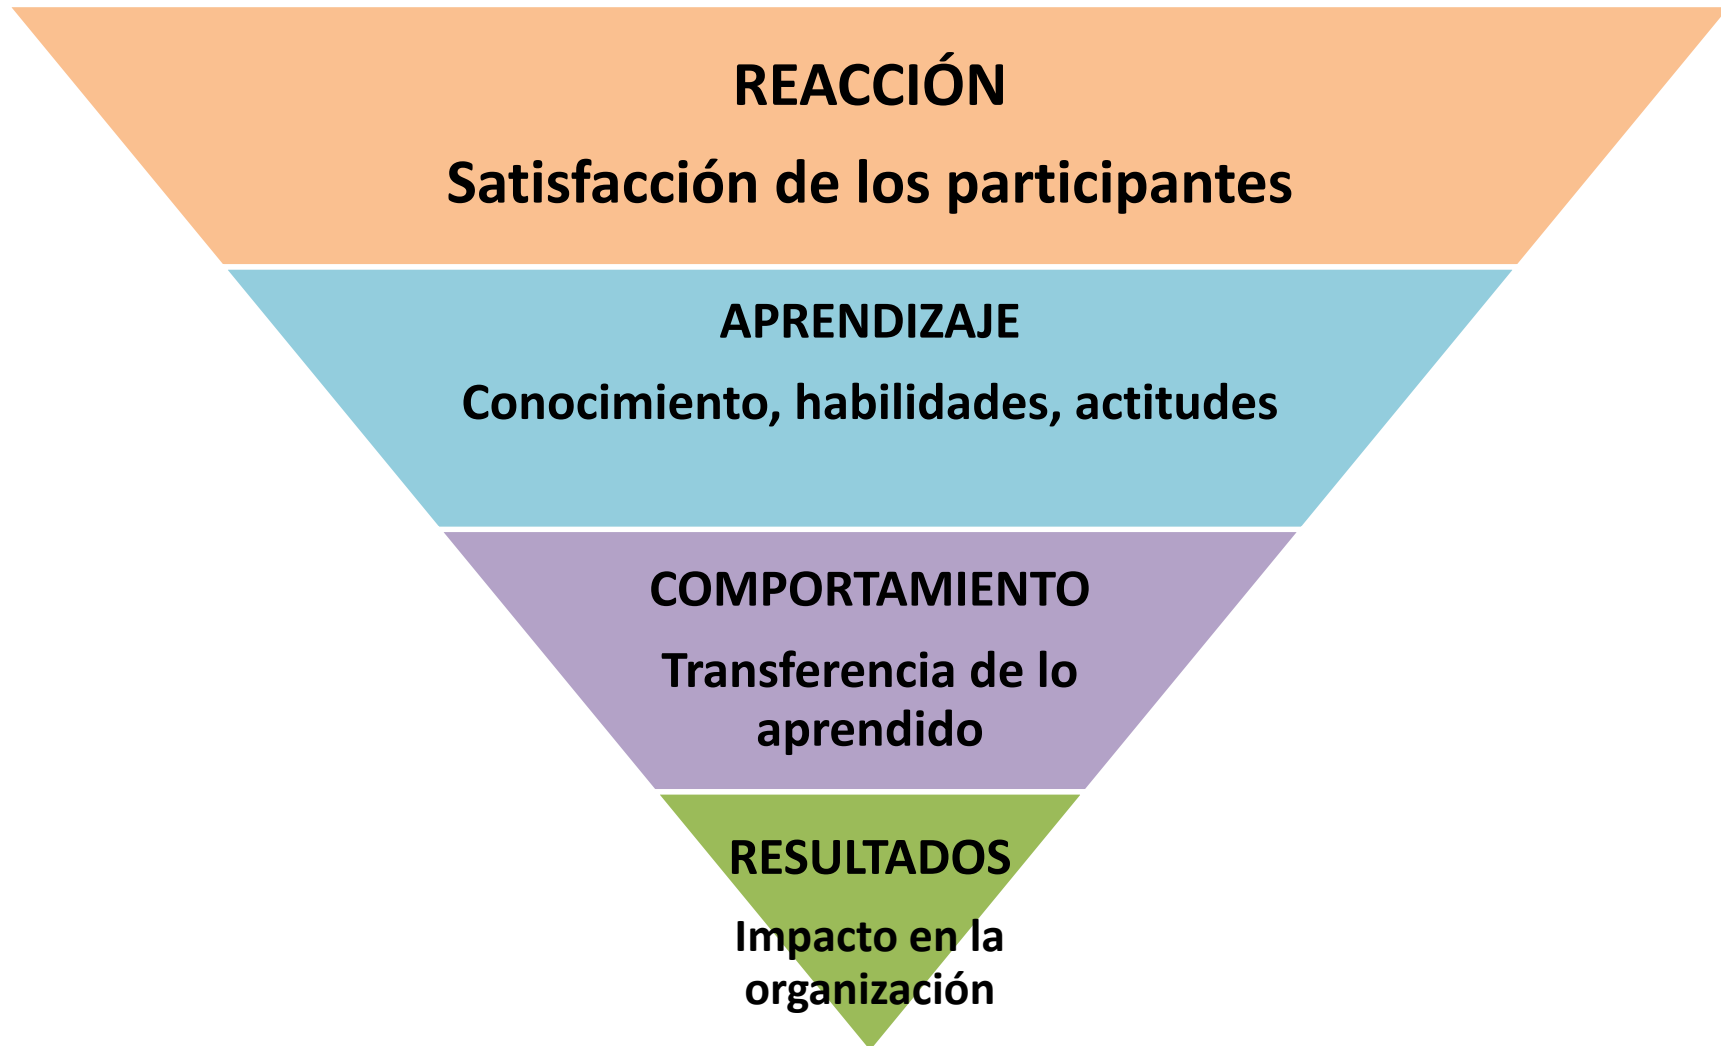 REACCIÓN
Satisfacción de los participantes
APRENDIZAJE
Conocimiento, habilidades, actitudes
COMPORTAMIENTO
Transferencia de lo
aprendido
RESULTADOS
Impacto en la
organización